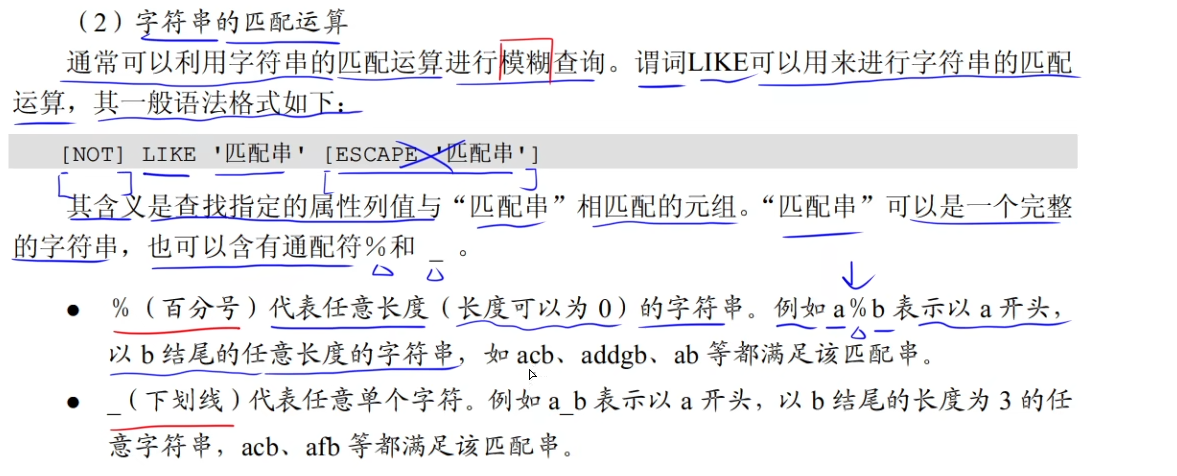 （2）字符串的匹配运算
通常可以利用字符串的匹配运算进行模糊查询。谓词LIKE可以用来进行字符串的匹配
运算，其一般语法格式如下：
[NOT] LIKE '匹配串' [ESCAPE '匹配串']
其含义是查找指定的属性列值与“匹配串”相匹配的元组。“匹配串”可以是一个完整
的字符串，也可以含有通配符%和 _ 。
● %（百分号）代表任意长度（长度可以为 0）的字符串。例如 a%b 表示以 a 开头，
以 b 结尾的任意长度的字符串，如 acb、addgb、ab 等都满足该匹配串。
● _（下划线）代表任意单个字符。例如 a_b 表示以 a 开头，以 b 结尾的长度为 3 的任
意字符串，acb、afb 等都满足该匹配串。